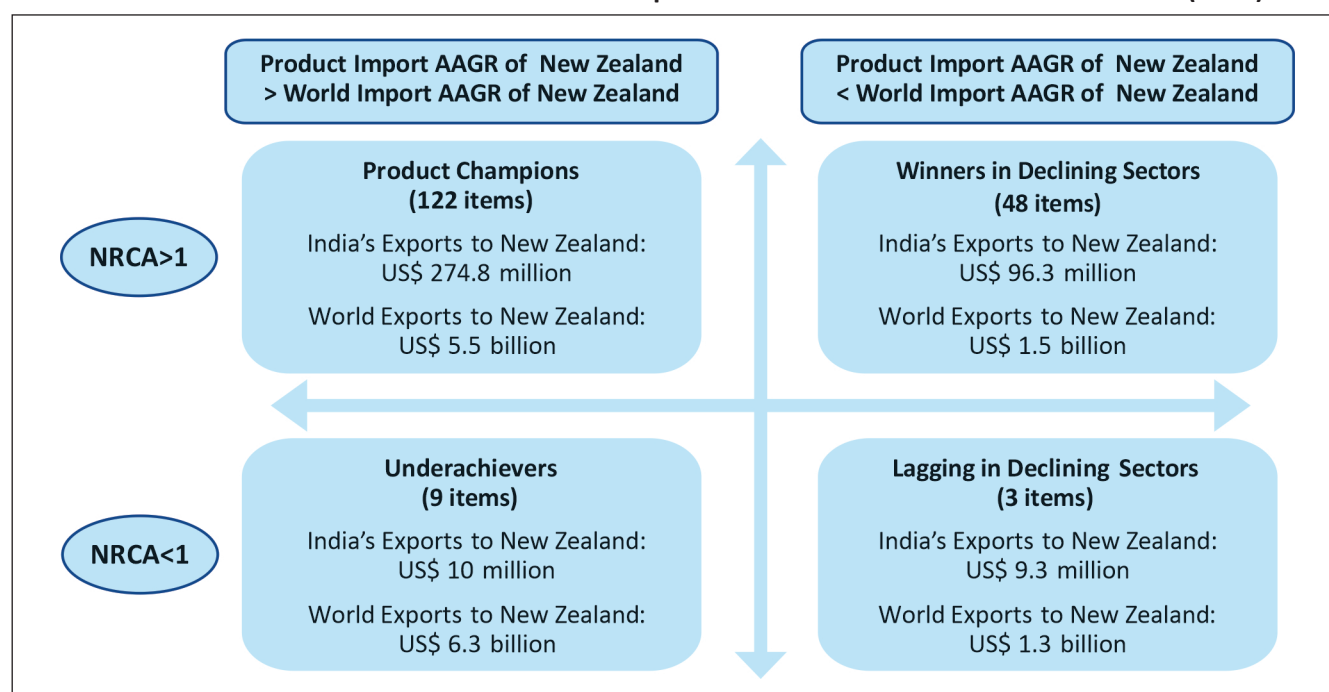 Product Import AAGR of New Zealand
> World Import AAGR of New Zealand
Product Import AAGR of New Zealand
< World Import AAGR of New Zealand
NRCA>1
Product Champions
(122 items)
India's Exports to New Zealand:
US$ 274.8 million
World Exports to New Zealand:
US$ 5.5 billion
Winners in Declining Sectors
(48 items)
India's Exports to New Zealand:
US$ 96.3 million
World Exports to New Zealand:
US$ 1.5 billion
NRCA<1
Underachievers
(9 items)
India's Exports to New Zealand:
US$ 10 million
World Exports to New Zealand:
US$ 6.3 billion
Lagging in Declining Sectors
(3 items)
India's Exports to New Zealand:
US$ 9.3 million
World Exports to New Zealand:
US$ 1.3 billion